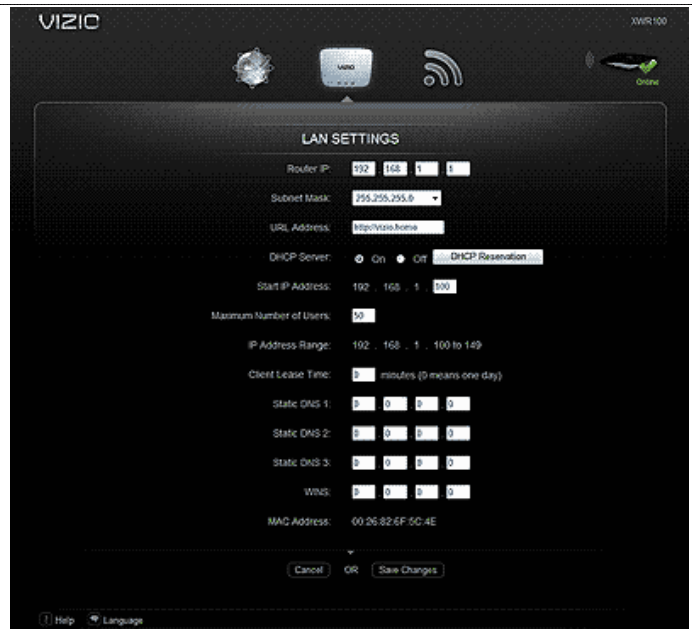 VIZIO
XWR100
VIZIO
Online
LAN SETTINGS
Router IP: 192 . 168 . 1 . 1
Subnet Mask: 255.255.255.0
URL Address: http://vizio.home
DHCP Server: On Off DHCP Reservation
Start IP Address: 192 . 168 . 1 . 100
Maximum Number of Users: 50
IP Address Range: 192 . 168 . 1 . 100 to 149
Client Lease Time: 0 minutes (0 means one day)
Static DNS 1: 0 . 0 . 0 . 0
Static DNS 2: 0 . 0 . 0 . 0
Static DNS 3: 0 . 0 . 0 . 0
WINS: 0 . 0 . 0 . 0
MAC Address: 00:26:82:6F:5C:4E
Cancel OR Save Changes
Help Language